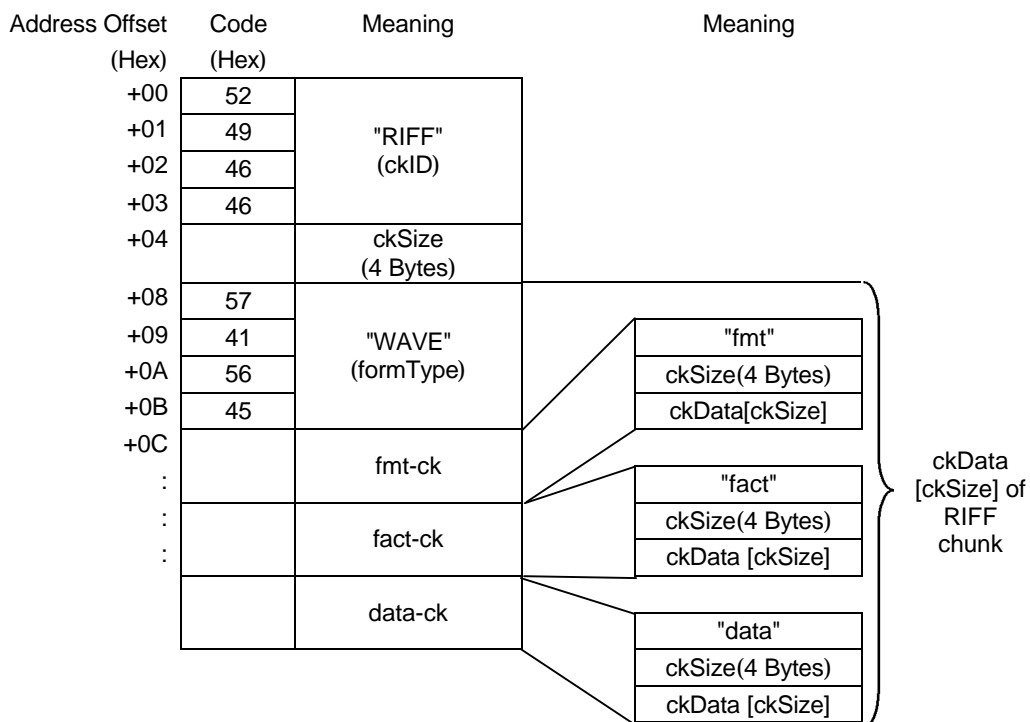 Address Offset Code Meaning Meaning
(Hex) (Hex)
+00 52
+01 49
"RIFF"
(ckID)
+02 46
+03 46
+04 ckSize
(4 Bytes)
+08 57
+09 41
"WAVE"
(formType)
+0A 56
+0B 45
+0C
fmt-ck
:
:
fact-ck
:
data-ck
"fmt"
ckSize(4 Bytes)
ckData[ckSize]
"fact"
ckSize(4 Bytes)
ckData [ckSize]
"data"
ckSize(4 Bytes)
ckData [ckSize]
ckData
[ckSize] of
RIFF
chunk